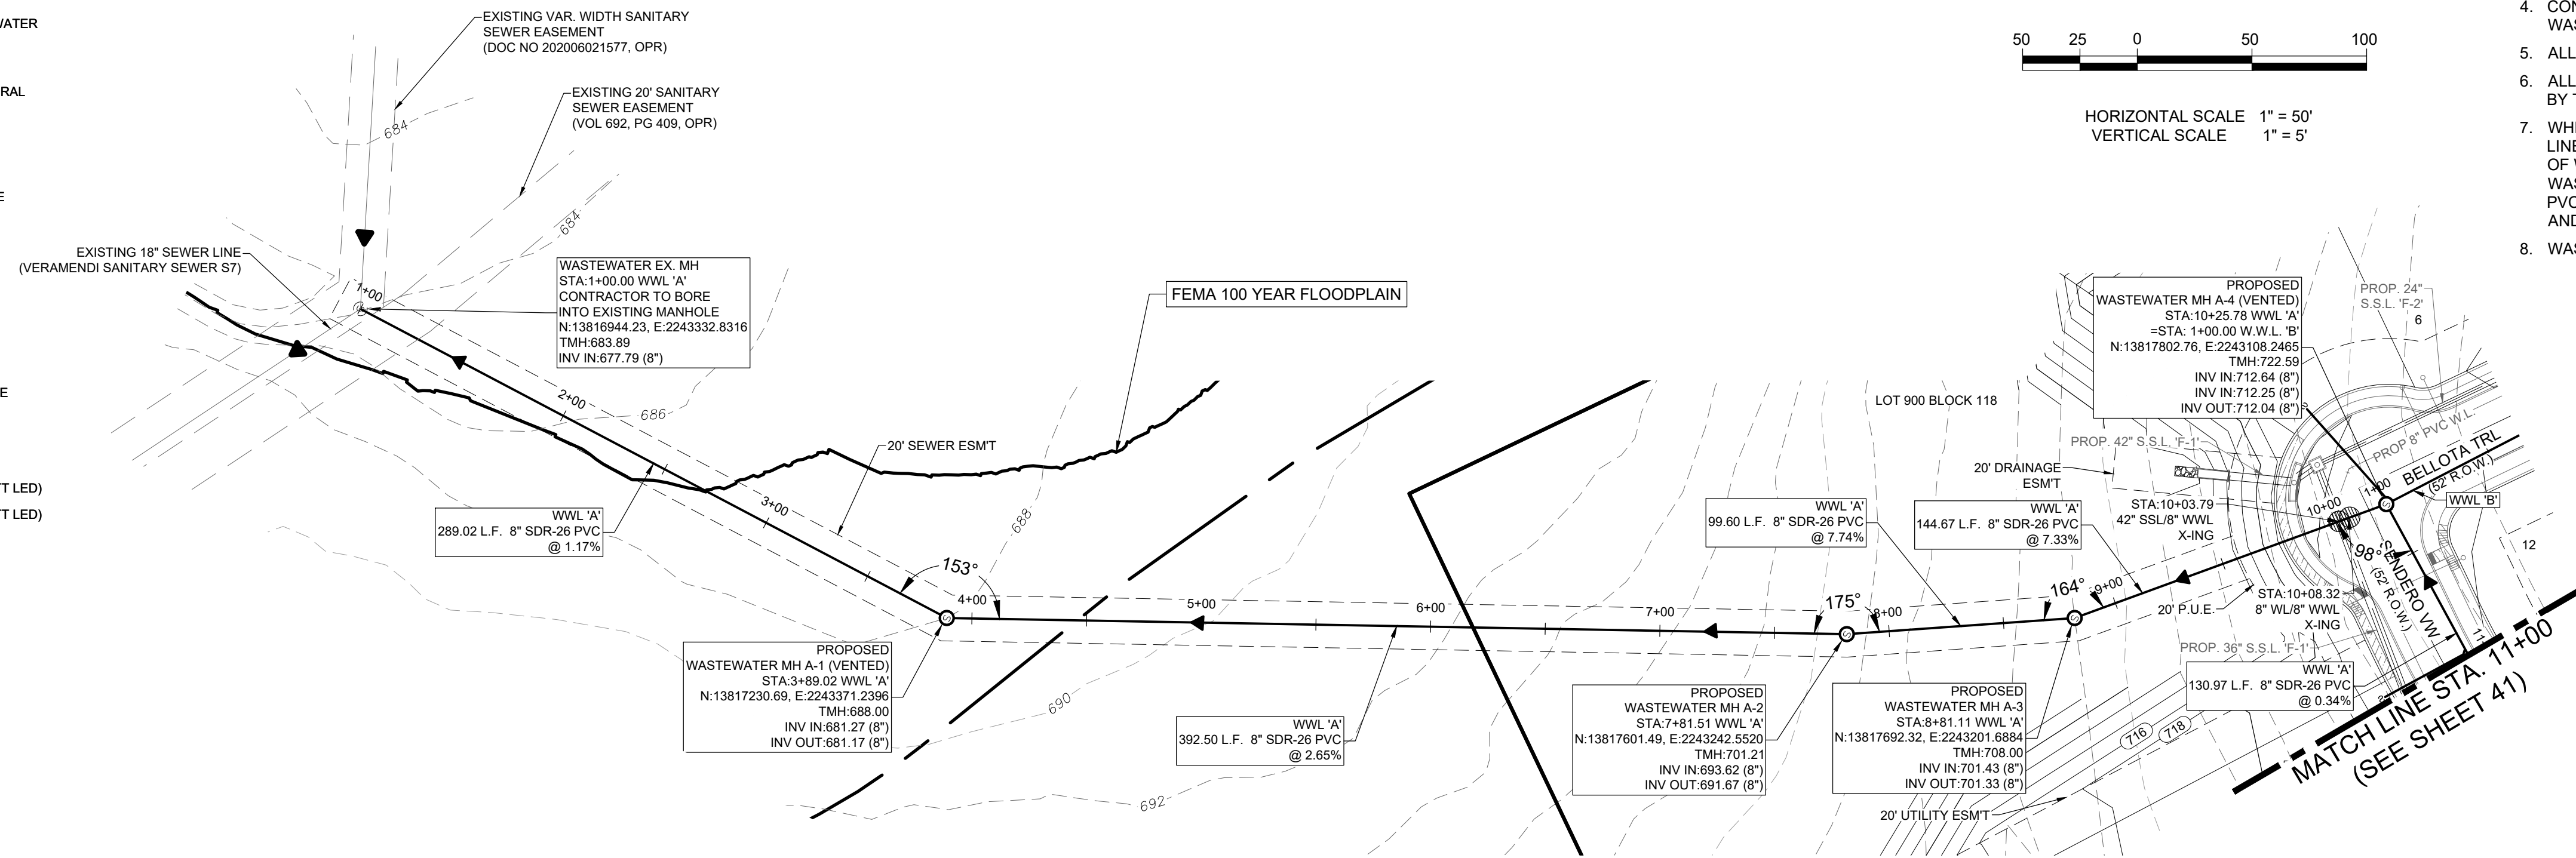 WATER
RAL
E
E
T LED)
T LED)
EXISTING VAR. WIDTH SANITARY
SEWER EASEMENT
(DOC NO 202006021577, OPR)
EXISTING 20' SANITARY
SEWER EASEMENT
(VOL 692, PG 409, OPR)
684
684
EXISTING 18" SEWER LINE
(VERAMENDI SANITARY SEWER S7)
1+00
WASTEWATER EX. MH
STA:1+00.00 WWL 'A'
CONTRACTOR TO BORE
INTO EXISTING MANHOLE
N:13816944.23, E:2243332.8316
TMH:683.89
INV IN:677.79 (8")
2+00
686
20' SEWER ESM'T
FEMA 100 YEAR FLOODPLAIN
WWL 'A'
289.02 L.F. 8" SDR-26 PVC
@ 1.17%
3+00
688
153°
S
4+00
5+00
6+00
7+00
175°
S
8+00
164°
S
9+00
PROPOSED
WASTEWATER MH A-1 (VENTED)
STA:3+89.02 WWL 'A'
N:13817230.69, E:2243371.2396
TMH:688.00
INV IN:681.27 (8")
INV OUT:681.17 (8")
690
692
WWL 'A'
392.50 L.F. 8" SDR-26 PVC
@ 2.65%
PROPOSED
WASTEWATER MH A-2
STA:7+81.51 WWL 'A'
N:13817601.49, E:2243242.5520
TMH:701.21
INV IN:693.62 (8")
INV OUT:691.67 (8")
PROPOSED
WASTEWATER MH A-3
STA:8+81.11 WWL 'A'
N:13817692.32, E:2243201.6884
TMH:708.00
INV IN:701.43 (8")
INV OUT:701.33 (8")
WWL 'A'
99.60 L.F. 8" SDR-26 PVC
@ 7.74%
WWL 'A'
144.67 L.F. 8" SDR-26 PVC
@ 7.33%
LOT 900 BLOCK 118
20' DRAINAGE
ESM'T
PROP. 42" S.S.L. 'F-1'
STA:10+03.79
42" SSL/8" WWL
X-ING
PROPOSED
WASTEWATER MH A-4 (VENTED)
STA:10+25.78 WWL 'A'
=STA: 1+00.00 W.W.L. 'B'
N:13817802.76, E:2243108.2465
TMH:722.59
INV IN:712.64 (8")
INV IN:712.25 (8")
INV OUT:712.04 (8")
PROP. 24"
S.S.L. 'F-2'
6
PROP 8" PVC W.L.
BELLOTA TRL
(52' R.O.W.)
WWL 'B'
10+00
1+00
S
98°
SENDERO VW
(52' R.O.W.)
12
11
20' P.U.E.
STA:10+08.32
8" WL/8" WWL
X-ING
PROP. 36" S.S.L. 'F-1'
WWL 'A'
130.97 L.F. 8" SDR-26 PVC
@ 0.34%
716
718
20' UTILITY ESM'T
MATCH LINE STA. 11+00
(SEE SHEET 41)
50 25 0 50 100
HORIZONTAL SCALE 1" = 50'
VERTICAL SCALE 1" = 5'
4. CON
WAS
5. ALL
6. ALL
BY T
7. WHE
LINE
OF W
WAS
PVC
AND
8. WAS